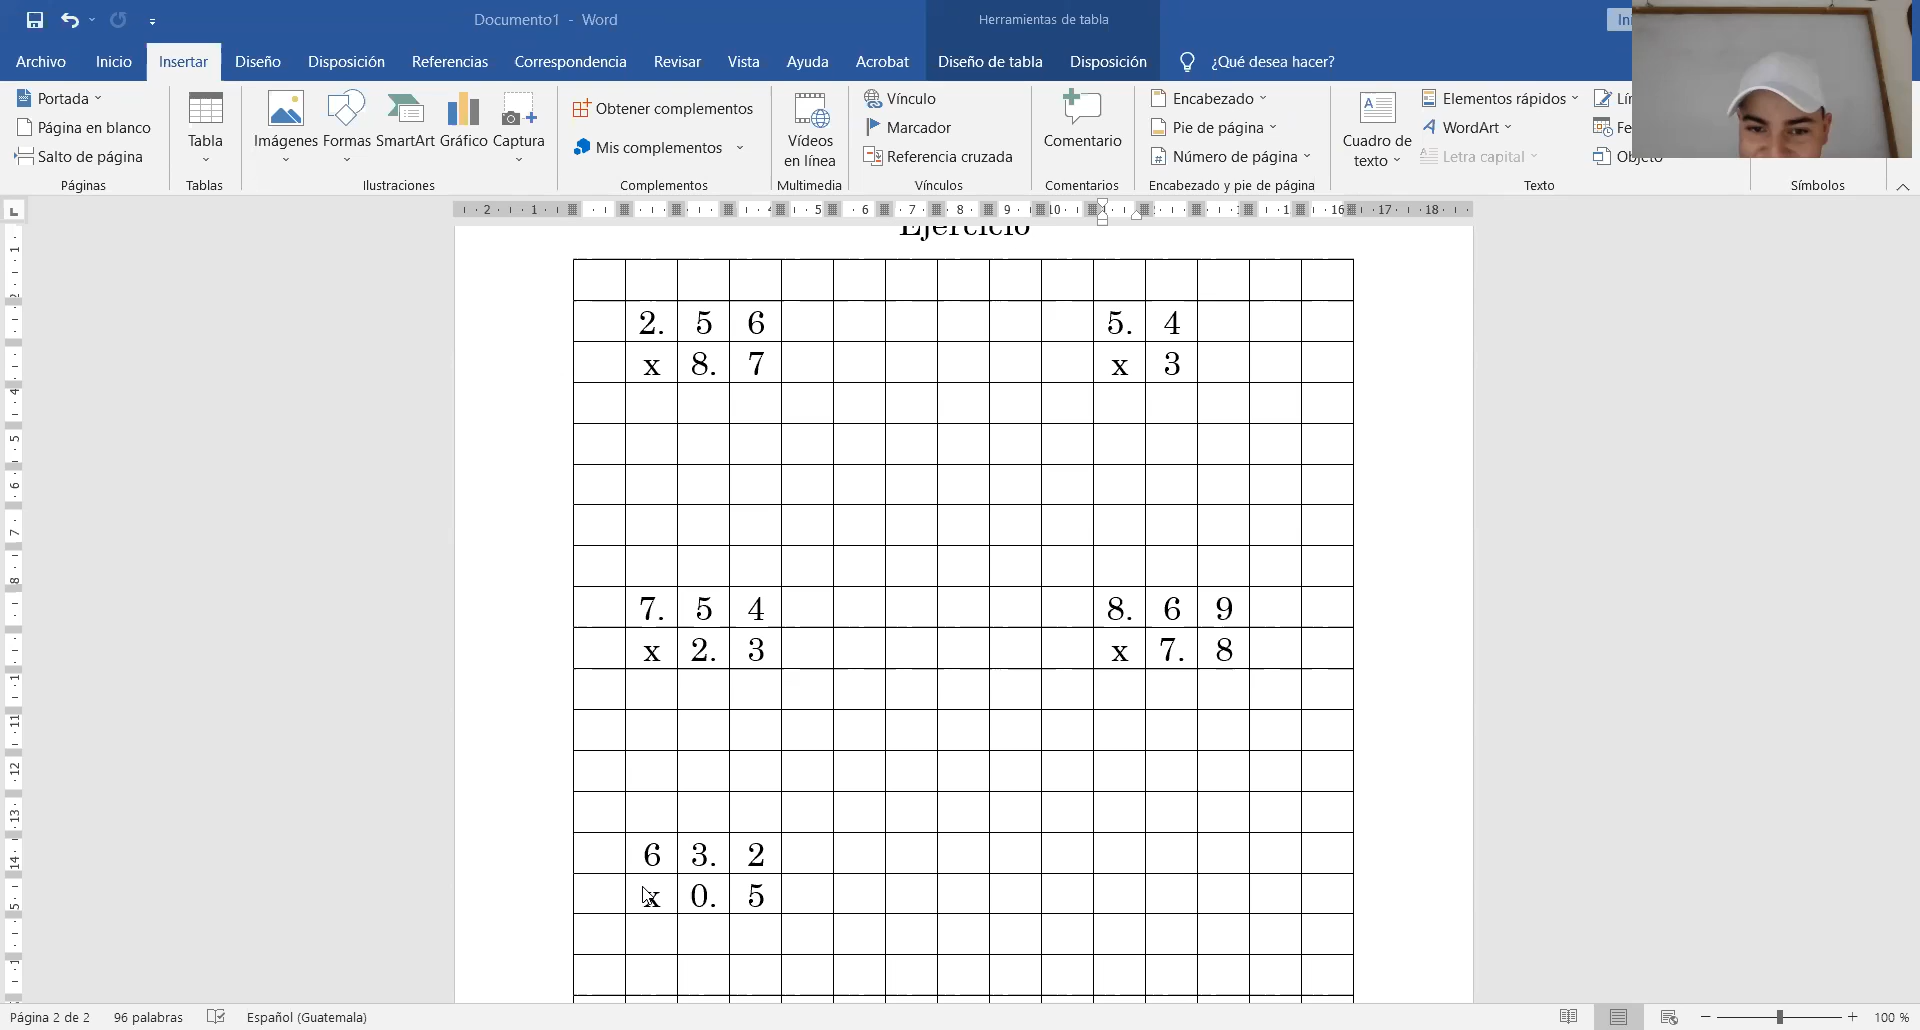 Documento1 - Word
Herramientas de tabla
Archivo Inicio Insertar Diseño Disposición Referencias Correspondencia Revisar Vista Ayuda Acrobat Diseño de tabla Disposición ¿Qué desea hacer?
Portada
Página en blanco
Salto de página
Páginas
Tabla
Tablas
Imágenes Formas SmartArt Gráfico Captura
Ilustraciones
Obtener complementos
Mis complementos
Complementos
Vídeos
en línea
Multimedia
Vínculo
Marcador
Referencia cruzada
Vínculos
Comentario
Comentarios
Encabezado
Pie de página
Número de página
Encabezado y pie de página
Cuadro de
texto
Elementos rápidos
WordArt
Letra capital
Objeto
Texto
Símbolos
Ejercicio
2. 5 6 5. 4
x 8. 7 x 3
7. 5 4 8. 6 9
x 2. 3 x 7. 8
6 3. 2
x 0. 5
Página 2 de 2 96 palabras Español (Guatemala) 100 %